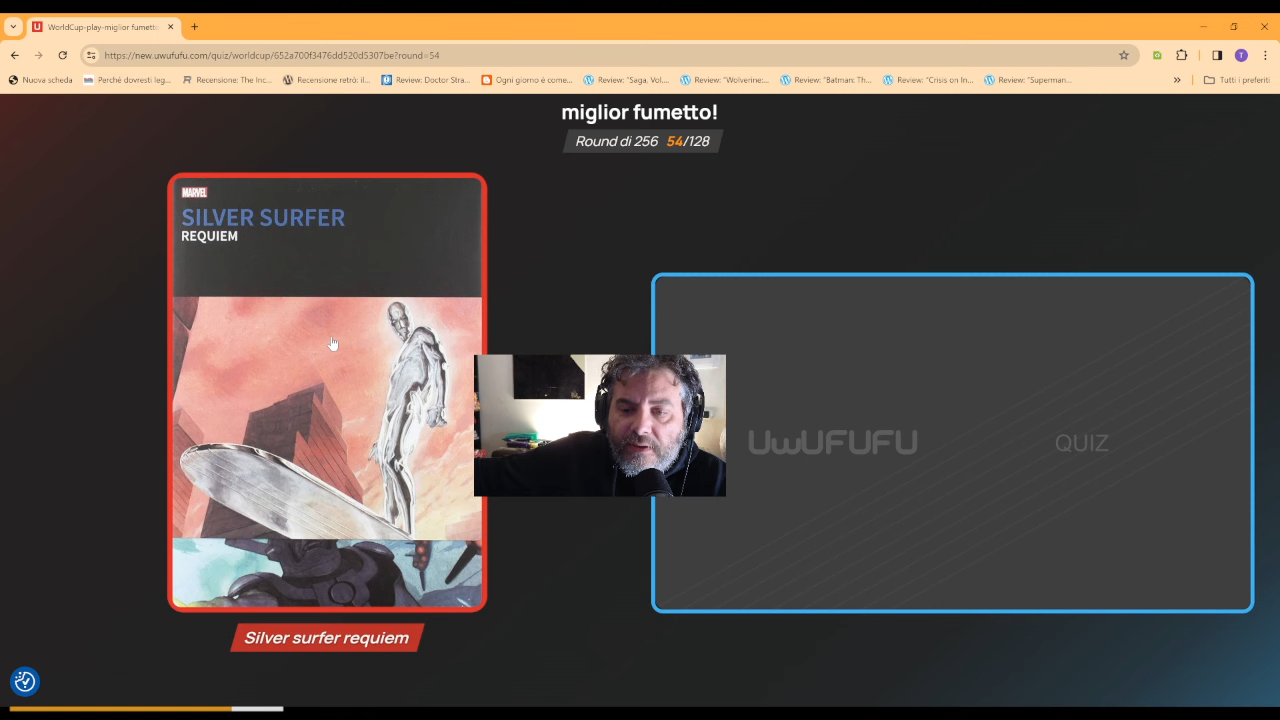 WorldCup-play-miglior fumetto
https://new.uwufufu.com/quiz/worldcup/652a700f3476dd520d5307be?round=54
T
Nuova scheda
Perché dovresti leg...
Recensione: The Inc...
Recensione retrò: il...
Review: Doctor Stra...
Ogni giorno è come...
Review: "Saga, Vol....
Review: "Wolverine:...
Review: "Batman: Th...
Review: "Crisis on In...
Review: "Superman...
»
Tutti i preferiti
miglior fumetto!
Round di 256 54/128
MARVEL
SILVER SURFER
REQUIEM
UwUFUFU
QUIZ
Silver surfer requiem